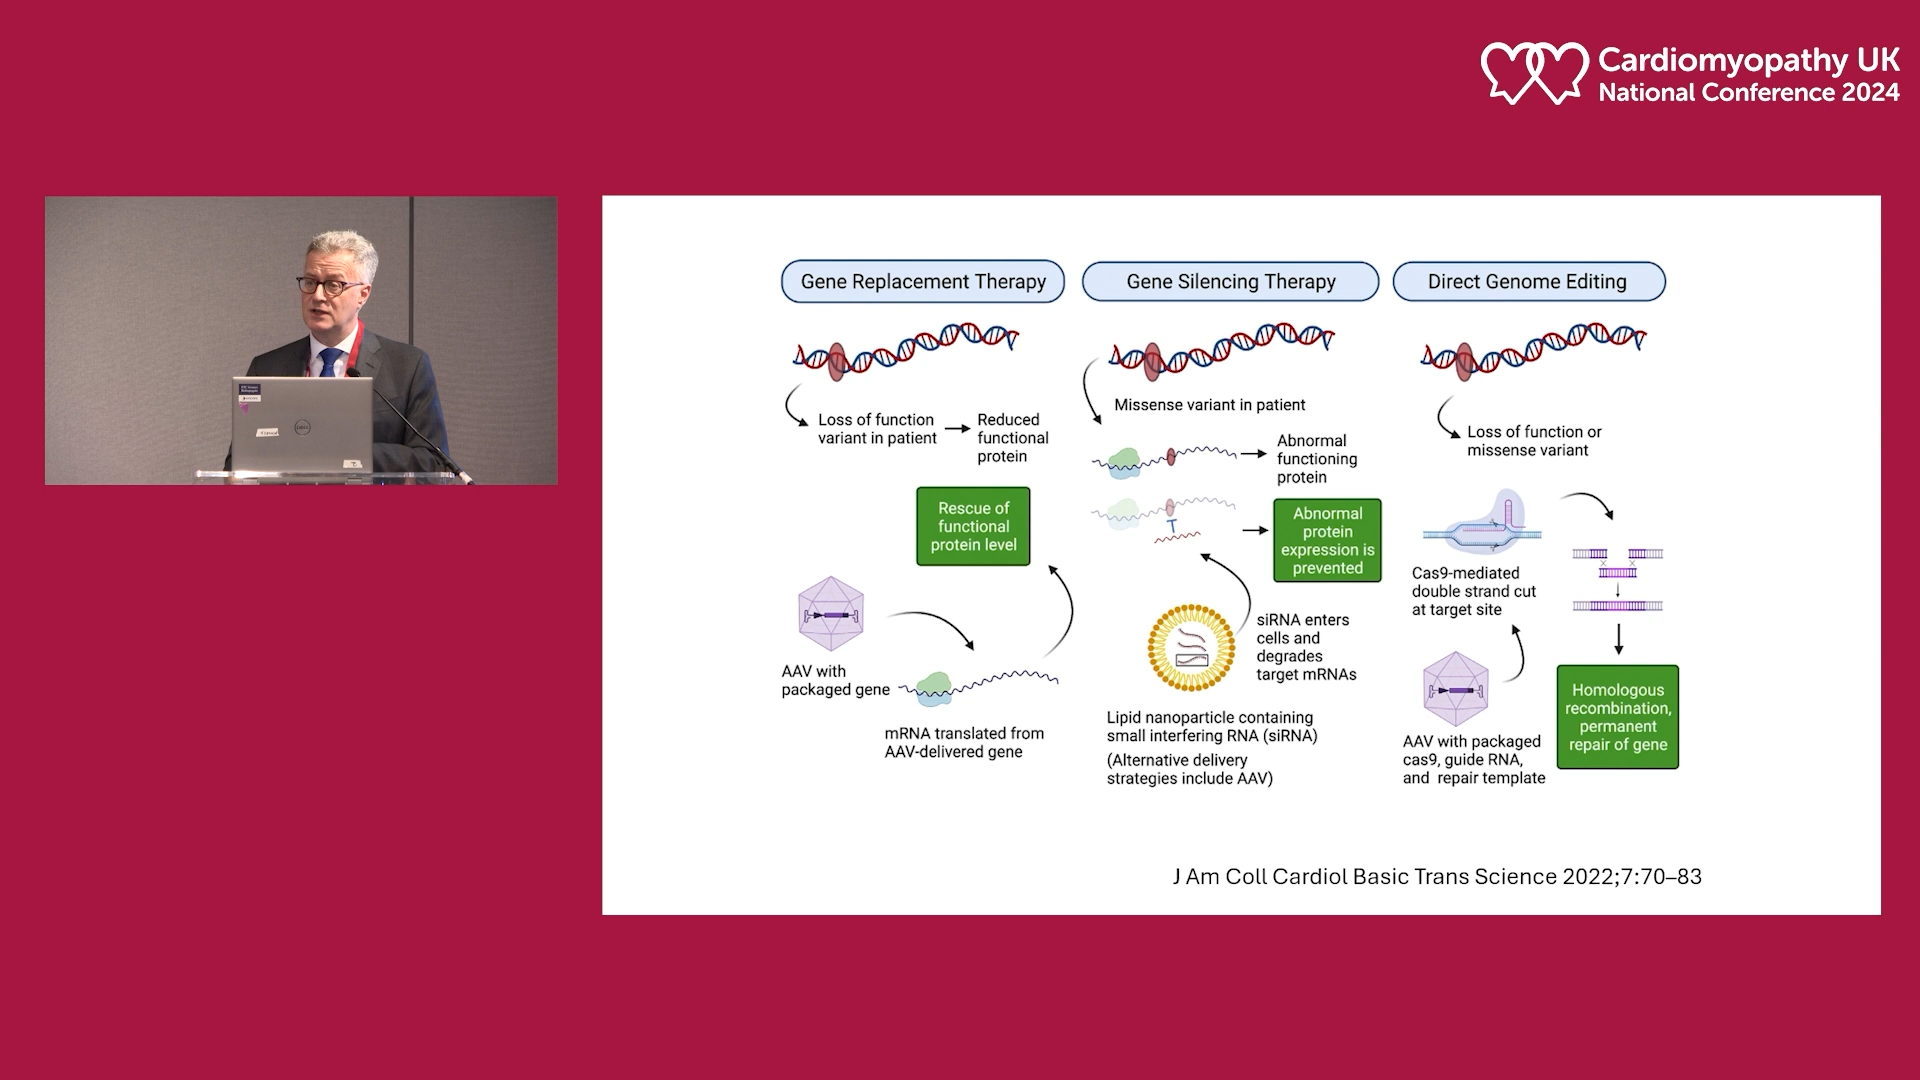 Cardiomyopathy UK
National Conference 2024
Gene Replacement Therapy
Loss of function
variant in patient
Reduced
functional
protein
Rescue of
functional
protein level
AAV with
packaged gene
mRNA translated from
AAV-delivered gene
Gene Silencing Therapy
Missense variant in patient
Abnormal
functioning
protein
Abnormal
protein
expression is
prevented
siRNA enters
cells and
degrades
target mRNAs
Lipid nanoparticle containing
small interfering RNA (siRNA)
(Alternative delivery
strategies include AAV)
Direct Genome Editing
Loss of function or
missense variant
Cas9-mediated
double strand cut
at target site
AAV with packaged
cas9, guide RNA,
and repair template
Homologous
recombination,
permanent
repair of gene
J Am Coll Cardiol Basic Trans Science 2022;7:70–83
DELL